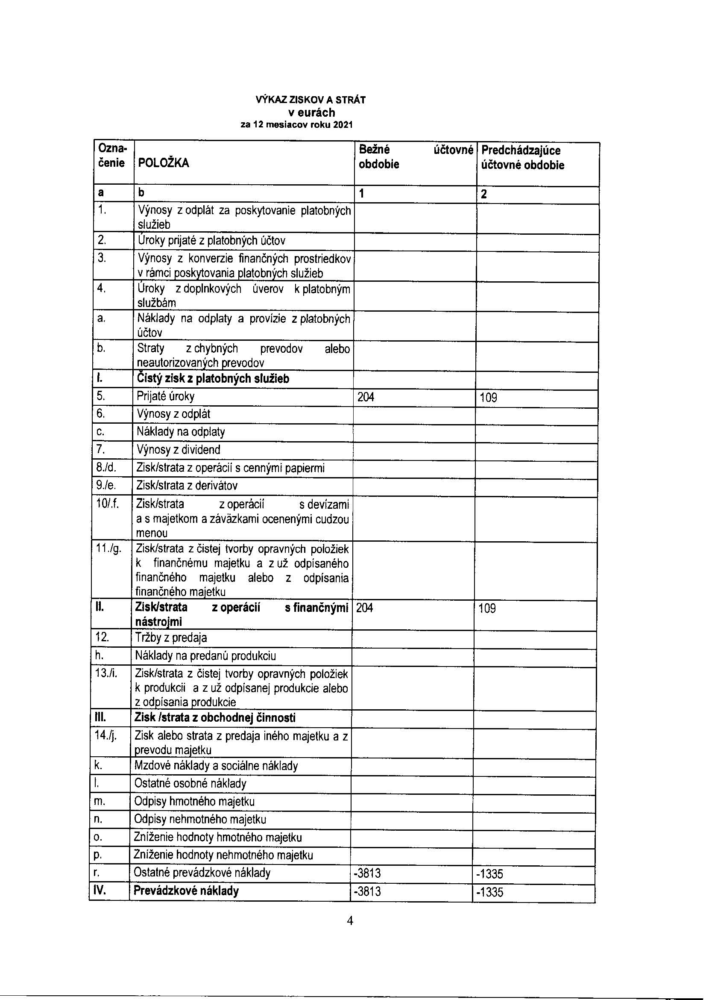 VÝKAZ ZISKOV A STRÁT
v eurách
za 12 mesiacov roku 2021
Ozna-
čenie
POLOŽKA
Bežné účtovné
obdobie
Predchádzajúce
účtovné obdobie
a b 1 2
1. Výnosy z odplát za poskytovanie platobných
služieb
2. Úroky prijaté z platobných účtov
3. Výnosy z konverzie finančných prostriedkov
v rámci poskytovania platobných služieb
4. Úroky z doplnkových úverov k platobným
službám
a. Náklady na odplaty a provízie z platobných
účtov
b. Straty z chybných prevodov alebo
neautorizovaných prevodov
I. Čistý zisk z platobných služieb
5. Prijaté úroky 204 109
6. Výnosy z odplát
c. Náklady na odplaty
7. Výnosy z dividend
8./d. Zisk/strata z operácií s cennými papiermi
9./e. Zisk/strata z derivátov
10/.f. Zisk/strata z operácií s devízami
a s majetkom a záväzkami ocenenými cudzou
menou
11./g. Zisk/strata z čistej tvorby opravných položiek
k finančnému majetku a z už odpísaného
finančného majetku alebo z odpísania
finančného majetku
II. Zisk/strata z operácií s finančnými 204 109
nástrojmi
12. Tržby z predaja
h. Náklady na predanú produkciu
13./i. Zisk/strata z čistej tvorby opravných položiek
k produkcii a z už odpísanej produkcie alebo
z odpísania produkcie
III. Zisk /strata z obchodnej činnosti
14./j. Zisk alebo strata z predaja iného majetku a z
prevodu majetku
k. Mzdové náklady a sociálne náklady
l. Ostatné osobné náklady
m. Odpisy hmotného majetku
n. Odpisy nehmotného majetku
o. Zníženie hodnoty hmotného majetku
p. Zníženie hodnoty nehmotného majetku
r. Ostatné prevádzkové náklady -3813 -1335
IV. Prevádzkové náklady -3813 -1335
4